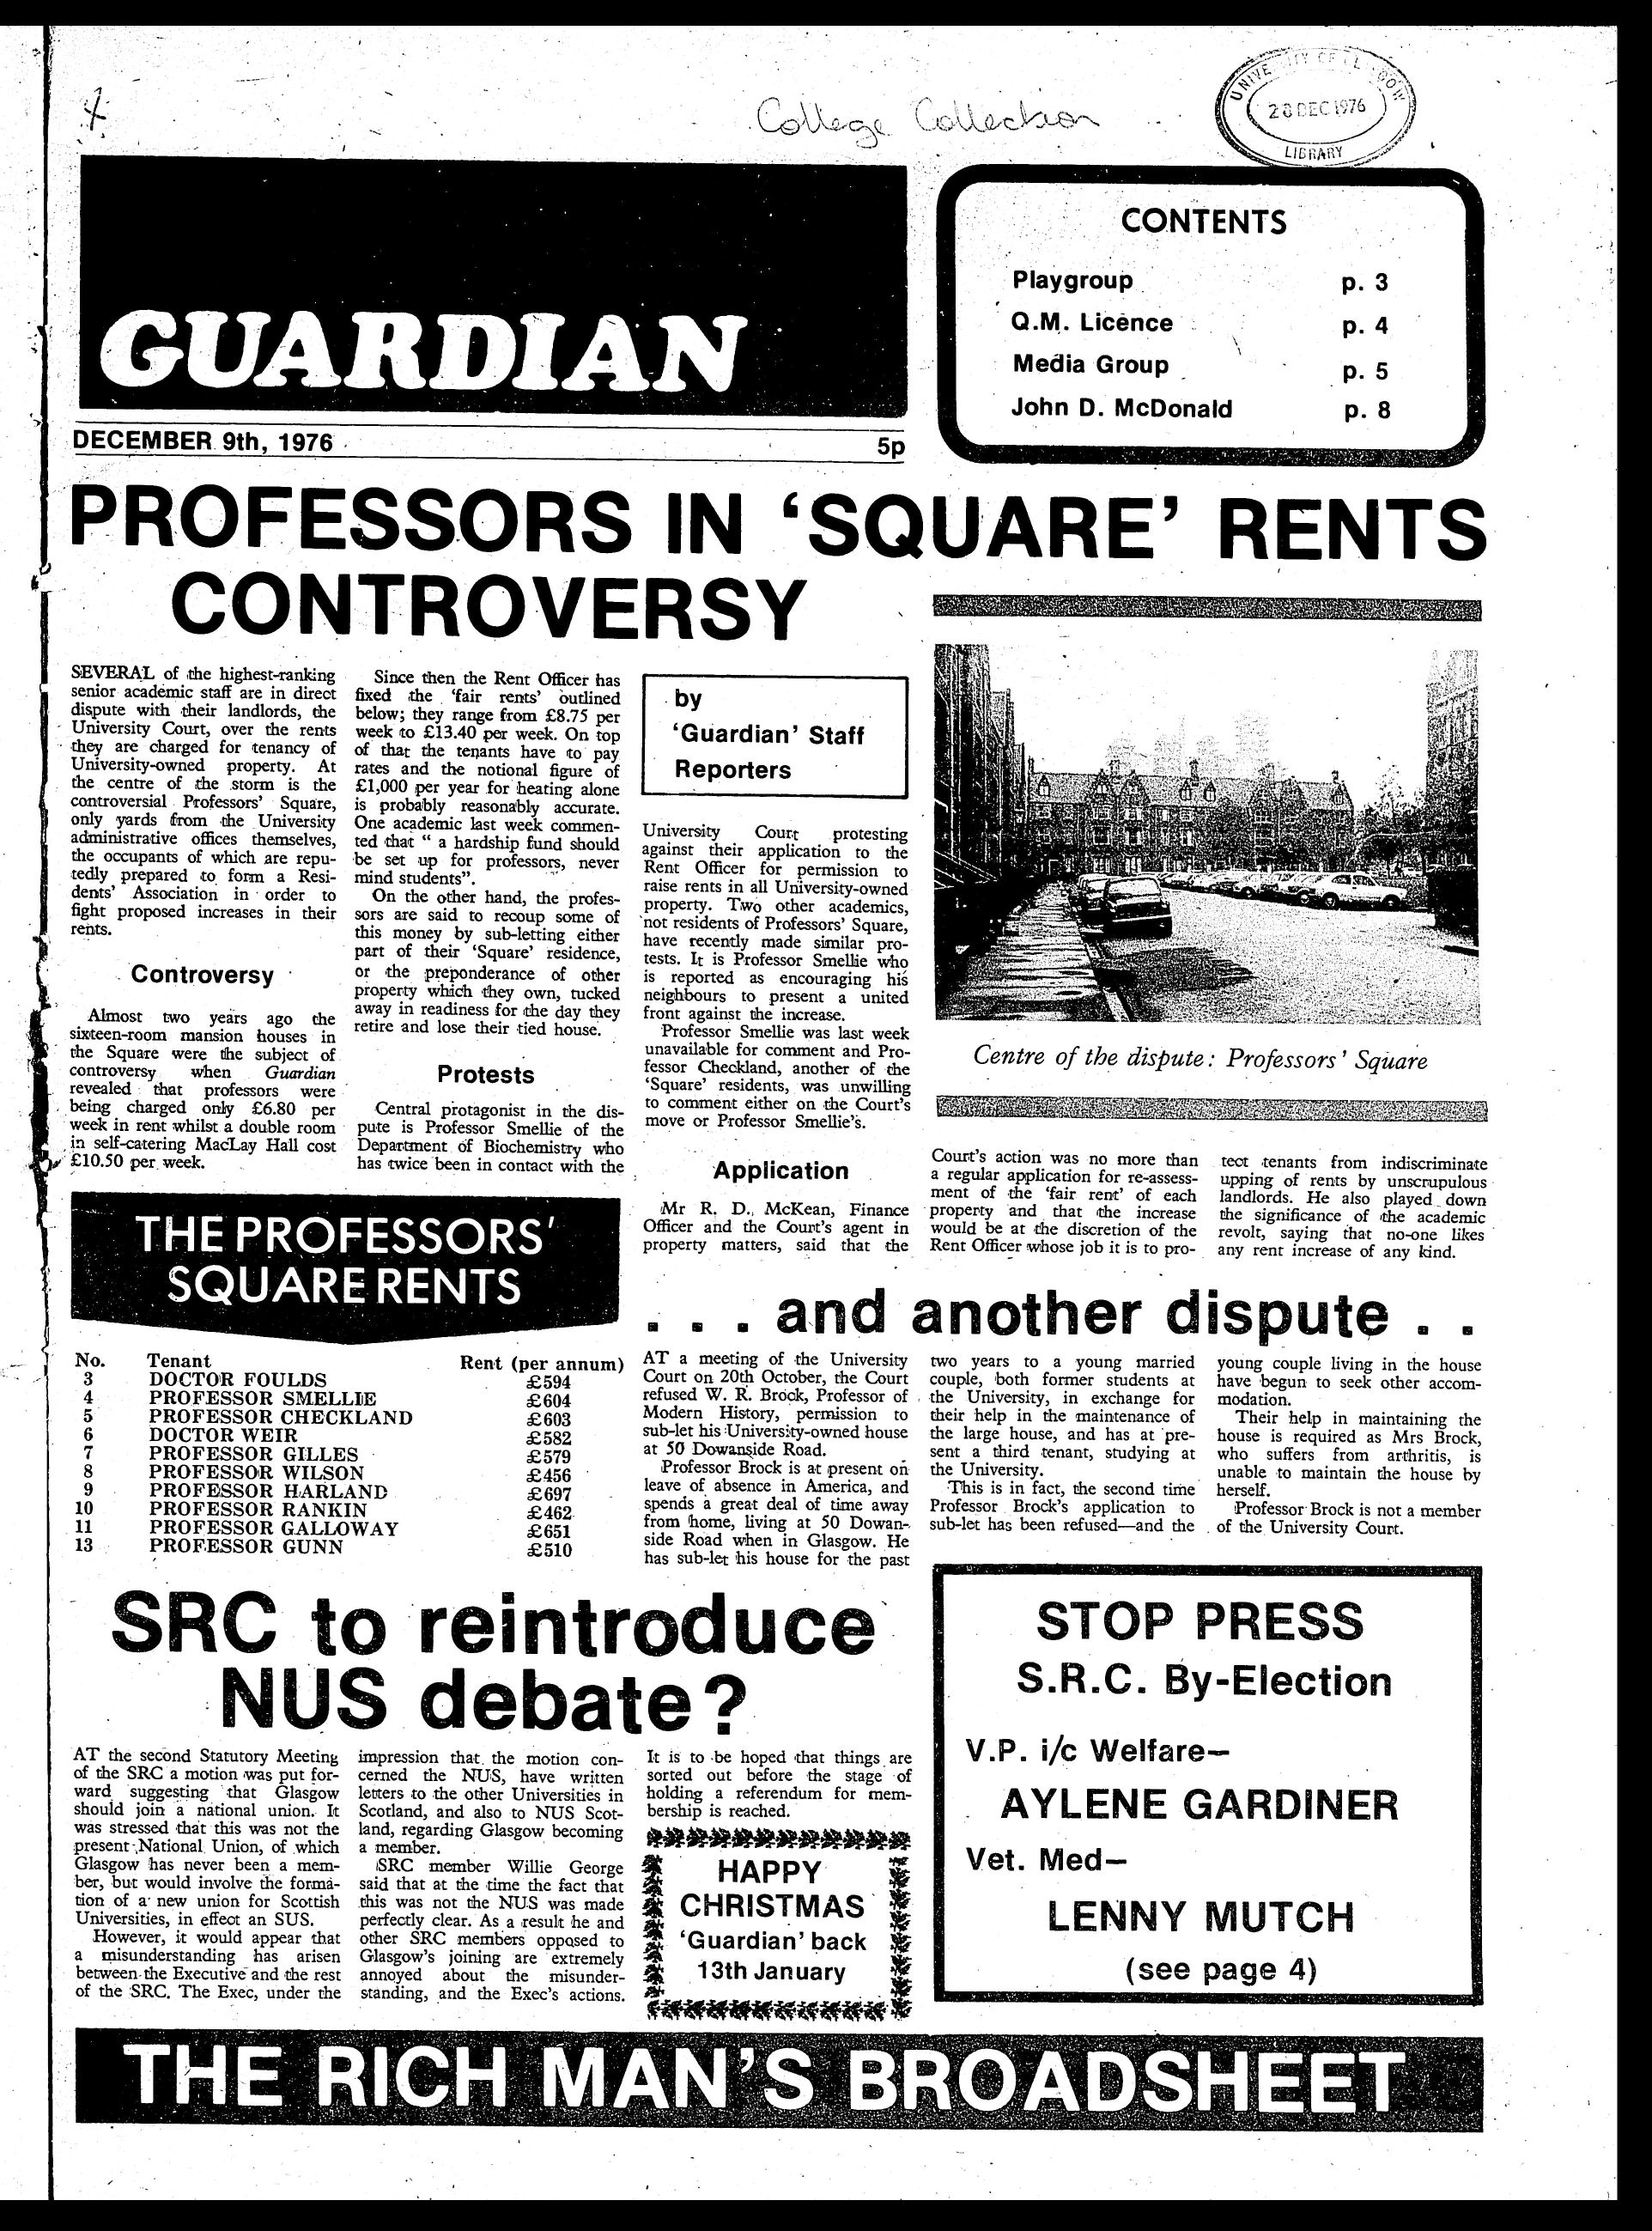 College Collection
UNIVE ITY OF
28 DEC 1976
LIBRARY
GUARDIAN
DECEMBER 9th, 1976
5p
CONTENTS
Playgroup p. 3
Q.M. Licence p. 4
Media Group p. 5
John D. McDonald p. 8
PROFESSORS IN ‘SQUARE’ RENTS
CONTROVERSY
SEVERAL of the highest-ranking
senior academic staff are in direct
dispute with their landlords, the
University Court, over the rents
they are charged for tenancy of
University-owned property. At
the centre of the storm is the
controversial Professors' Square,
only yards from the University
administrative offices themselves,
the occupants of which are repu-
tedly prepared to form a Resi-
dents' Association in order to
fight proposed increases in their
rents.
Controversy
Almost two years ago the
sixteen-room mansion houses in
the Square were the subject of
controversy when Guardian
revealed that professors were
being charged only £6.80 per
week in rent whilst a double room
in self-catering MacLay Hall cost
£10.50 per week.
Since then the Rent Officer has
fixed the 'fair rents' outlined
below; they range from £8.75 per
week to £13.40 per week. On top
of that the tenants have to pay
rates and the notional figure of
£1,000 per year for heating alone
is probably reasonably accurate.
One academic last week commen-
ted that " a hardship fund should
be set up for professors, never
mind students".
On the other hand, the profes-
sors are said to recoup some of
this money by sub-letting either
part of their 'Square' residence,
or the preponderance of other
property which they own, tucked
away in readiness for the day they
retire and lose their tied house.
Protests
Central protagonist in the dis-
pute is Professor Smellie of the
Department of Biochemistry who
has twice been in contact with the
by
‘Guardian’ Staff
Reporters
University Court protesting
against their application to the
Rent Officer for permission to
raise rents in all University-owned
property. Two other academics,
not residents of Professors' Square,
have recently made similar pro-
tests. It is Professor Smellie who
is reported as encouraging his
neighbours to present a united
front against the increase.
Professor Smellie was last week
unavailable for comment and Pro-
fessor Checkland, another of the
'Square' residents, was unwilling
to comment either on the Court's
move or Professor Smellie's.
Application
Mr R. D. McKean, Finance
Officer and the Court's agent in
property matters, said that the
Centre of the dispute: Professors' Square
Court's action was no more than
a regular application for re-assess-
ment of the 'fair rent' of each
property and that the increase
would be at the discretion of the
Rent Officer whose job it is to pro-
tect tenants from indiscriminate
upping of rents by unscrupulous
landlords. He also played down
the significance of the academic
revolt, saying that no-one likes
any rent increase of any kind.
THE PROFESSORS'
SQUARE RENTS
No. Tenant Rent (per annum)
3 DOCTOR FOULDS £594
4 PROFESSOR SMELLIE £604
5 PROFESSOR CHECKLAND £603
6 DOCTOR WEIR £582
7 PROFESSOR GILLES £579
8 PROFESSOR WILSON £456
9 PROFESSOR HARLAND £697
10 PROFESSOR RANKIN £462
11 PROFESSOR GALLOWAY £651
13 PROFESSOR GUNN £510
. . . and another dispute . .
AT a meeting of the University
Court on 20th October, the Court
refused W. R. Brock, Professor of
Modern History, permission to
sub-let his University-owned house
at 50 Dowanside Road.
Professor Brock is at present on
leave of absence in America, and
spends a great deal of time away
from home, living at 50 Dowan-
side Road when in Glasgow. He
has sub-let his house for the past
two years to a young married
couple, both former students at
the University, in exchange for
their help in the maintenance of
the large house, and has at pre-
sent a third tenant, studying at
the University.
This is in fact, the second time
Professor Brock's application to
sub-let has been refused—and the
young couple living in the house
have begun to seek other accom-
modation.
Their help in maintaining the
house is required as Mrs Brock,
who suffers from arthritis, is
unable to maintain the house by
herself.
Professor Brock is not a member
of the University Court.
SRC to reintroduce
NUS debate?
AT the second Statutory Meeting
of the SRC a motion was put for-
ward suggesting that Glasgow
should join a national union. It
was stressed that this was not the
present National Union, of which
Glasgow has never been a mem-
ber, but would involve the forma-
tion of a new union for Scottish
Universities, in effect an SUS.
However, it would appear that
a misunderstanding has arisen
between the Executive and the rest
of the SRC. The Exec, under the
impression that the motion con-
cerned the NUS, have written
letters to the other Universities in
Scotland, and also to NUS Scot-
land, regarding Glasgow becoming
a member.
SRC member Willie George
said that at the time the fact that
this was not the NUS was made
perfectly clear. As a result he and
other SRC members opposed to
Glasgow's joining are extremely
annoyed about the misunder-
standing, and the Exec's actions.
It is to be hoped that things are
sorted out before the stage of
holding a referendum for mem-
bership is reached.
HAPPY
CHRISTMAS
‘Guardian’ back
13th January
STOP PRESS
S.R.C. By-Election
V.P. i/c Welfare—
AYLENE GARDINER
Vet. Med—
LENNY MUTCH
(see page 4)
THE RICH MAN'S BROADSHEET